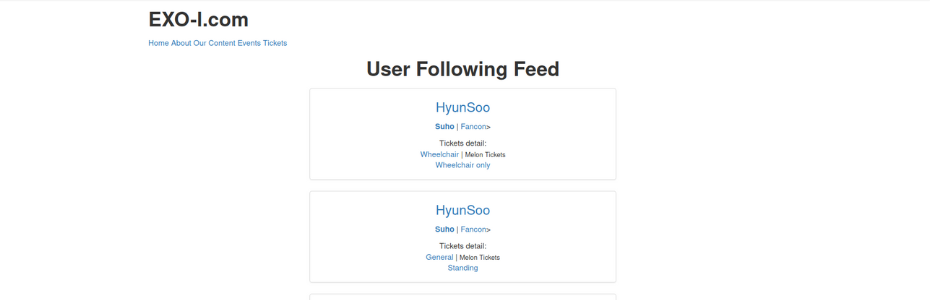 EXO-l.com
Home About Our Content Events Tickets
User Following Feed
HyunSoo
Suho | Fancon>
Tickets detail:
Wheelchair | Melon Tickets
Wheelchair only
HyunSoo
Suho | Fancon>
Tickets detail:
General | Melon Tickets
Standing